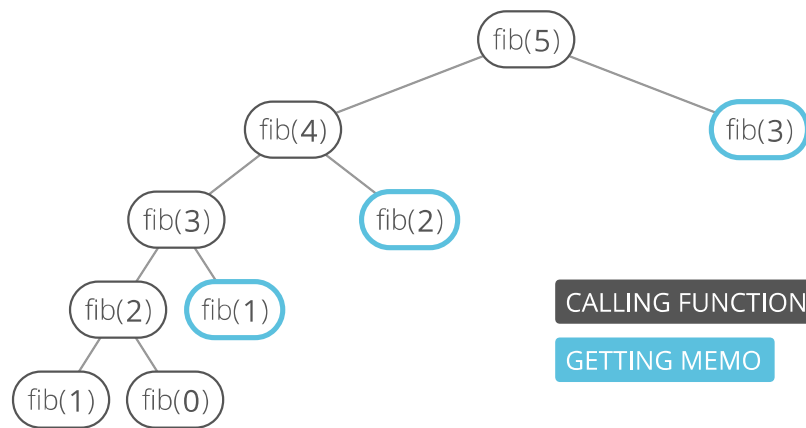 fib(5)
fib(4)
fib(3)
fib(3)
fib(2)
fib(2)
fib(1)
CALLING FUNCTION
GETTING MEMO
fib(1)
fib(0)